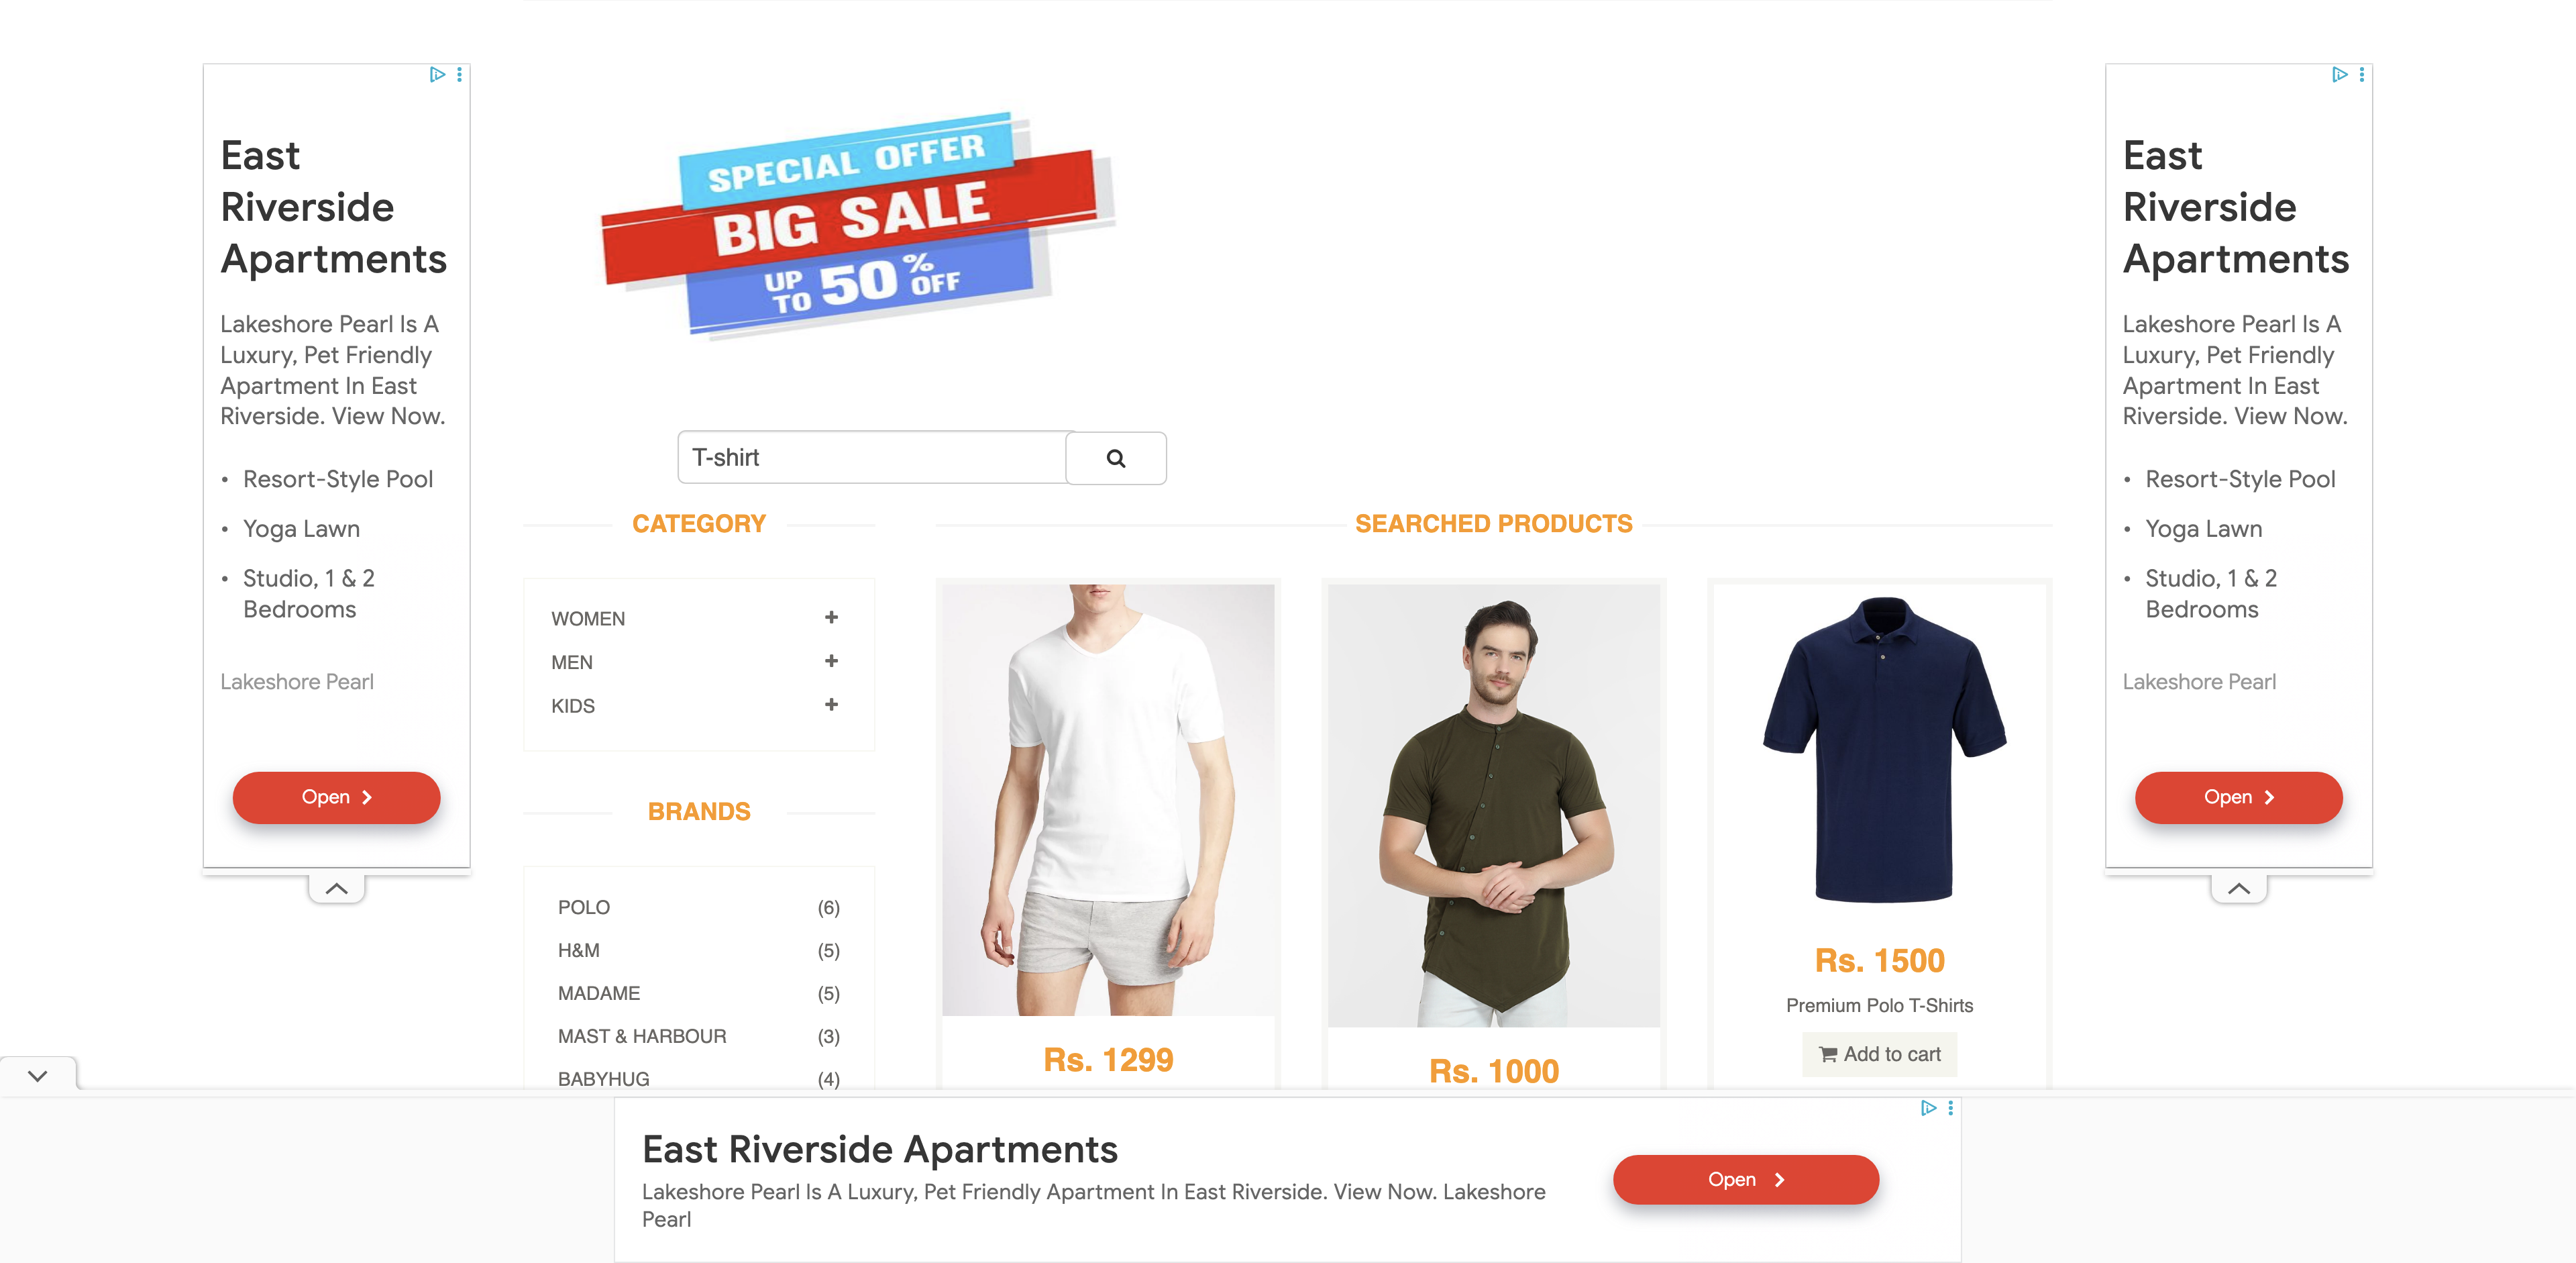 East
Riverside
Apartments
Lakeshore Pearl Is A
Luxury, Pet Friendly
Apartment In East
Riverside. View Now.
• Resort-Style Pool
• Yoga Lawn
• Studio, 1 & 2
Bedrooms
Lakeshore Pearl
Open
SPECIAL OFFER
BIG SALE
UP TO 50% OFF
T-shirt
CATEGORY
WOMEN
MEN
KIDS
BRANDS
POLO (6)
H&M (5)
MADAME (5)
MAST & HARBOUR (3)
BABYHUG (4)
SEARCHED PRODUCTS
Rs. 1299
Rs. 1000
Rs. 1500
Premium Polo T-Shirts
Add to cart
East
Riverside
Apartments
Lakeshore Pearl Is A
Luxury, Pet Friendly
Apartment In East
Riverside. View Now.
• Resort-Style Pool
• Yoga Lawn
• Studio, 1 & 2
Bedrooms
Lakeshore Pearl
Open
East Riverside Apartments
Lakeshore Pearl Is A Luxury, Pet Friendly Apartment In East Riverside. View Now. Lakeshore
Pearl
Open